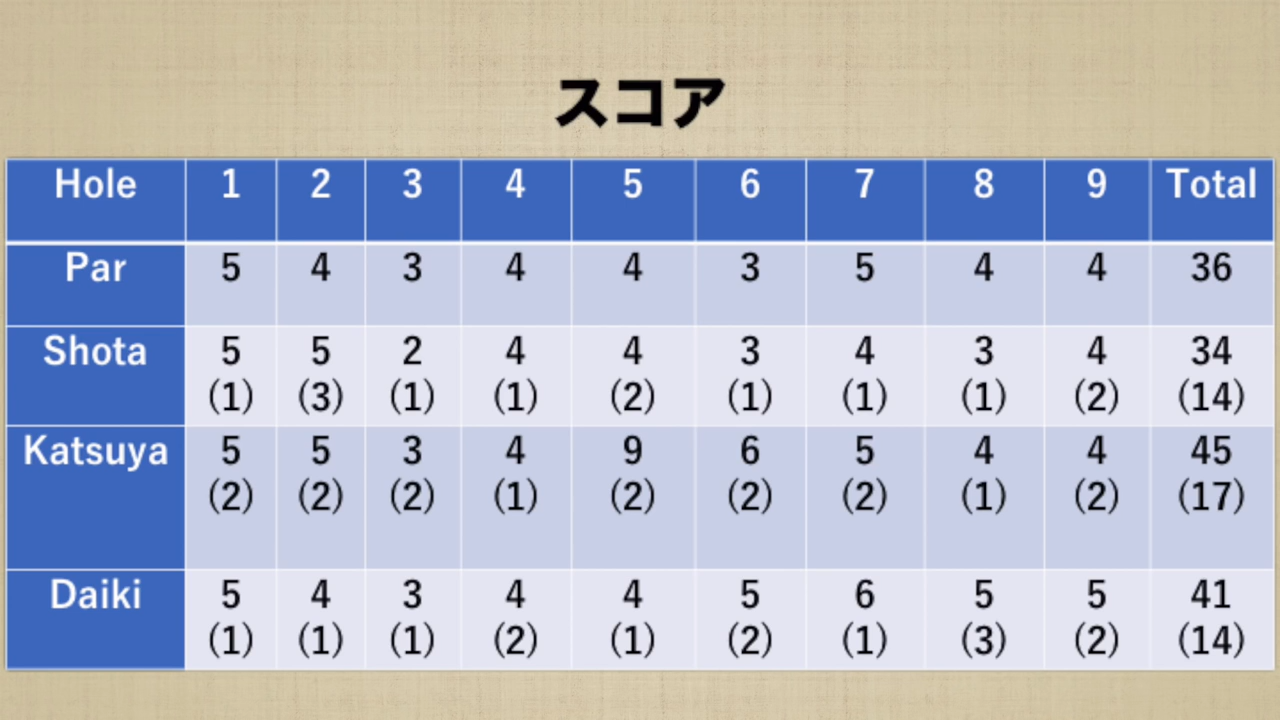 スコア
Hole 1 2 3 4 5 6 7 8 9 Total
Par 5 4 3 4 4 3 5 4 4 36
Shota 5 5 2 4 4 3 4 3 4 34
(1) (3) (1) (1) (2) (1) (1) (1) (2) (14)
Katsuya 5 5 3 4 9 6 5 4 4 45
(2) (2) (2) (1) (2) (2) (2) (1) (2) (17)
Daiki 5 4 3 4 4 5 6 5 5 41
(1) (1) (1) (2) (1) (2) (1) (3) (2) (14)